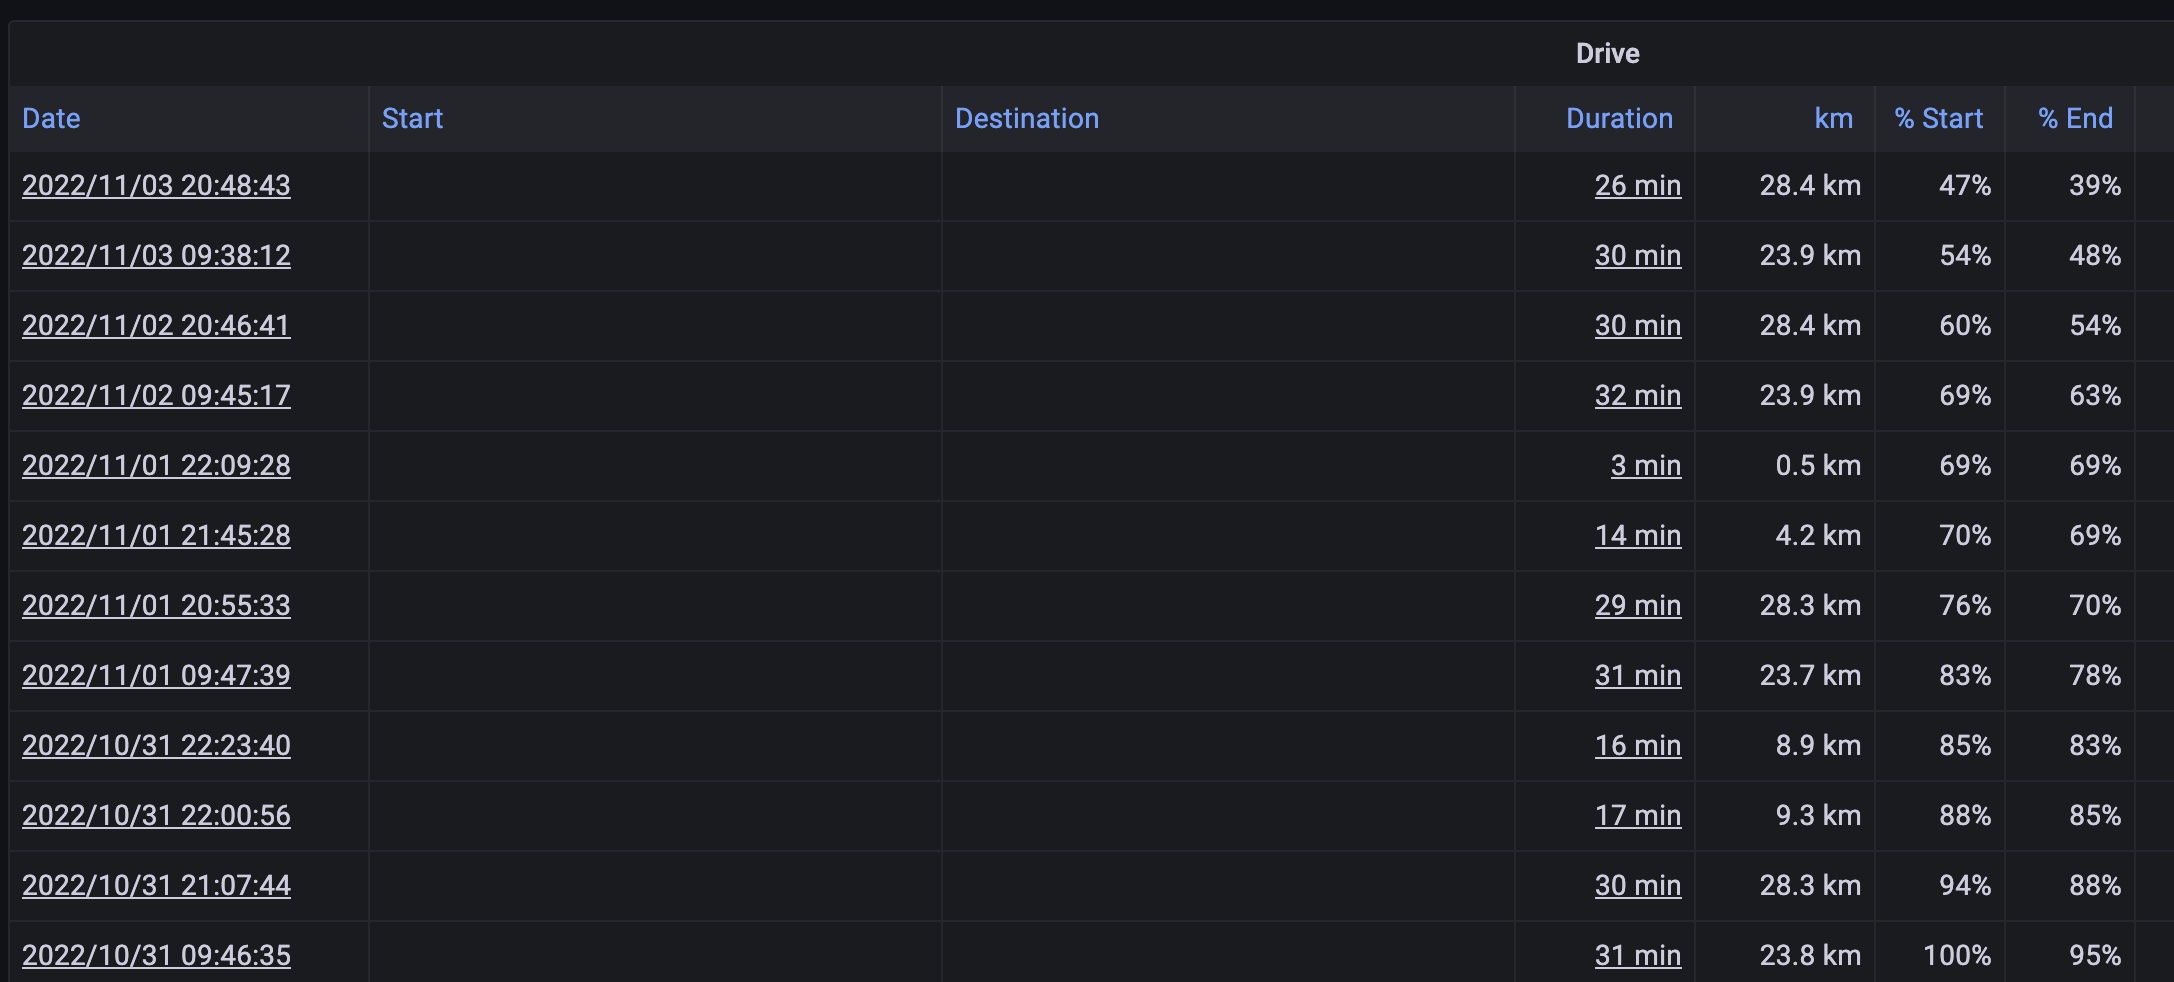 Drive
Date Start Destination Duration km % Start % End
2022/11/03 20:48:43 26 min 28.4 km 47% 39%
2022/11/03 09:38:12 30 min 23.9 km 54% 48%
2022/11/02 20:46:41 30 min 28.4 km 60% 54%
2022/11/02 09:45:17 32 min 23.9 km 69% 63%
2022/11/01 22:09:28 3 min 0.5 km 69% 69%
2022/11/01 21:45:28 14 min 4.2 km 70% 69%
2022/11/01 20:55:33 29 min 28.3 km 76% 70%
2022/11/01 09:47:39 31 min 23.7 km 83% 78%
2022/10/31 22:23:40 16 min 8.9 km 85% 83%
2022/10/31 22:00:56 17 min 9.3 km 88% 85%
2022/10/31 21:07:44 30 min 28.3 km 94% 88%
2022/10/31 09:46:35 31 min 23.8 km 100% 95%